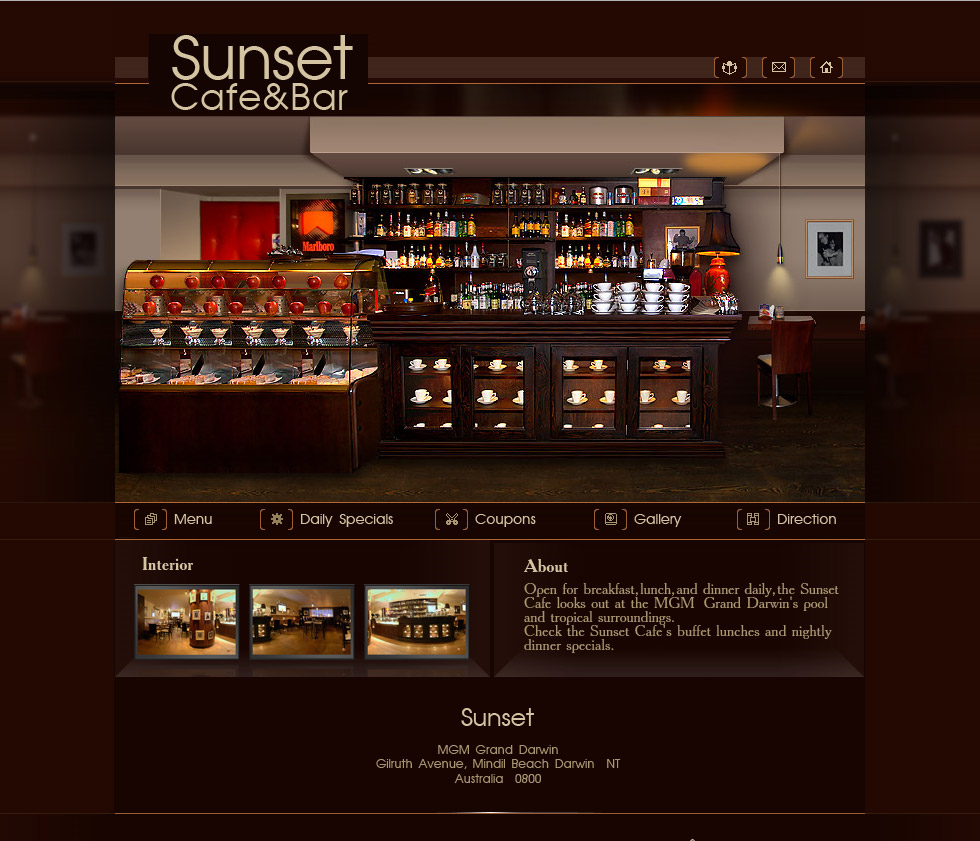 Sunset
Cafe&Bar
Marlboro
Menu
Daily Specials
Coupons
Gallery
Direction
Interior
About
Open for breakfast,lunch,and dinner daily,the Sunset
Cafe looks out at the MGM Grand Darwin's pool
and tropical surroundings.
Check the Sunset Cafe's buffet lunches and nightly
dinner specials.
Sunset
MGM Grand Darwin
Gilruth Avenue, Mindil Beach Darwin NT
Australia 0800